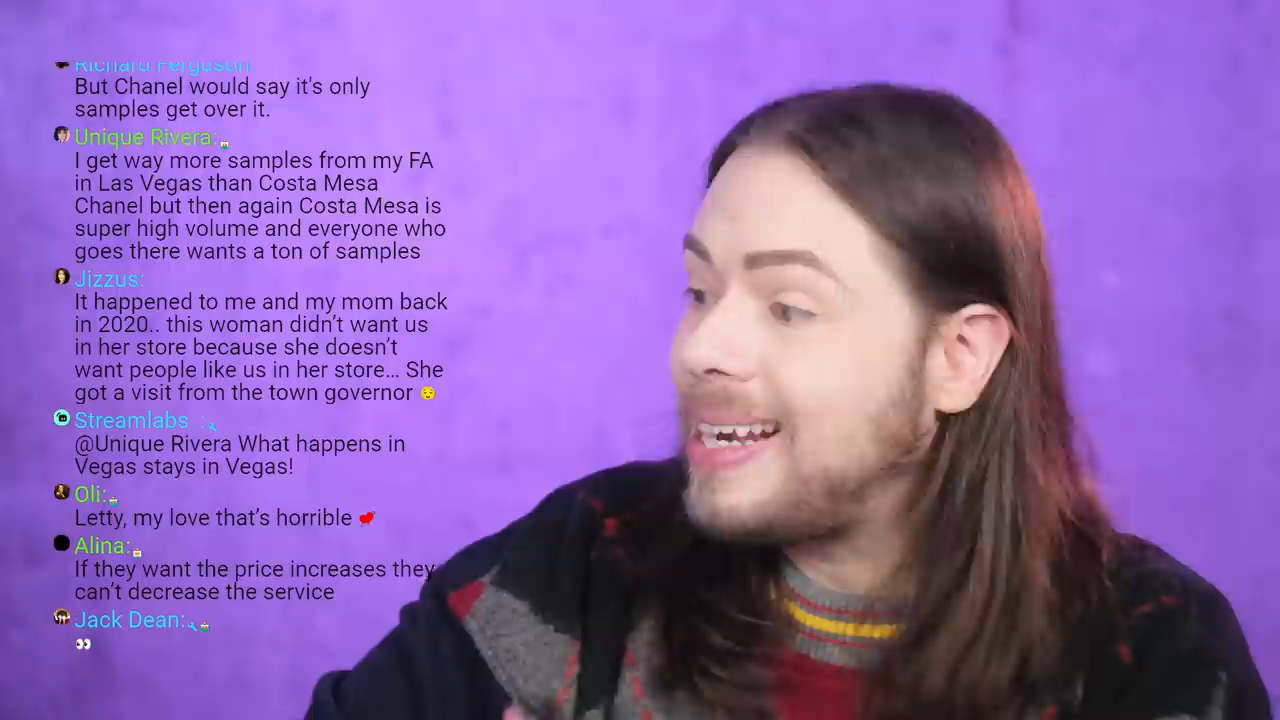 Richard Ferguson:
But Chanel would say it's only
samples get over it.
Unique Rivera:
I get way more samples from my FA
in Las Vegas than Costa Mesa
Chanel but then again Costa Mesa is
super high volume and everyone who
goes there wants a ton of samples
Jizzus:
It happened to me and my mom back
in 2020.. this woman didn’t want us
in her store because she doesn’t
want people like us in her store… She
got a visit from the town governor 😌
Streamlabs :
@Unique Rivera What happens in
Vegas stays in Vegas!
Oli:
Letty, my love that’s horrible
Alina:
If they want the price increases they
can’t decrease the service
Jack Dean:
👀